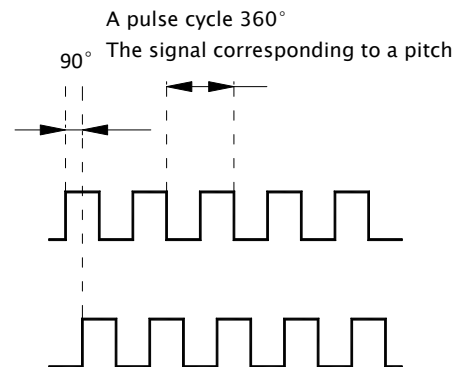 A pulse cycle 360°
The signal corresponding to a pitch
90°